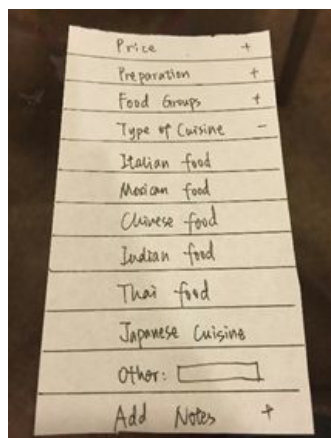 Price +
Preparation +
Food Groups +
Type of Cuisine -
Italian food
Mexican food
Chinese food
Indian food
Thai food
Japanese Cuisine
Other:
Add Notes +